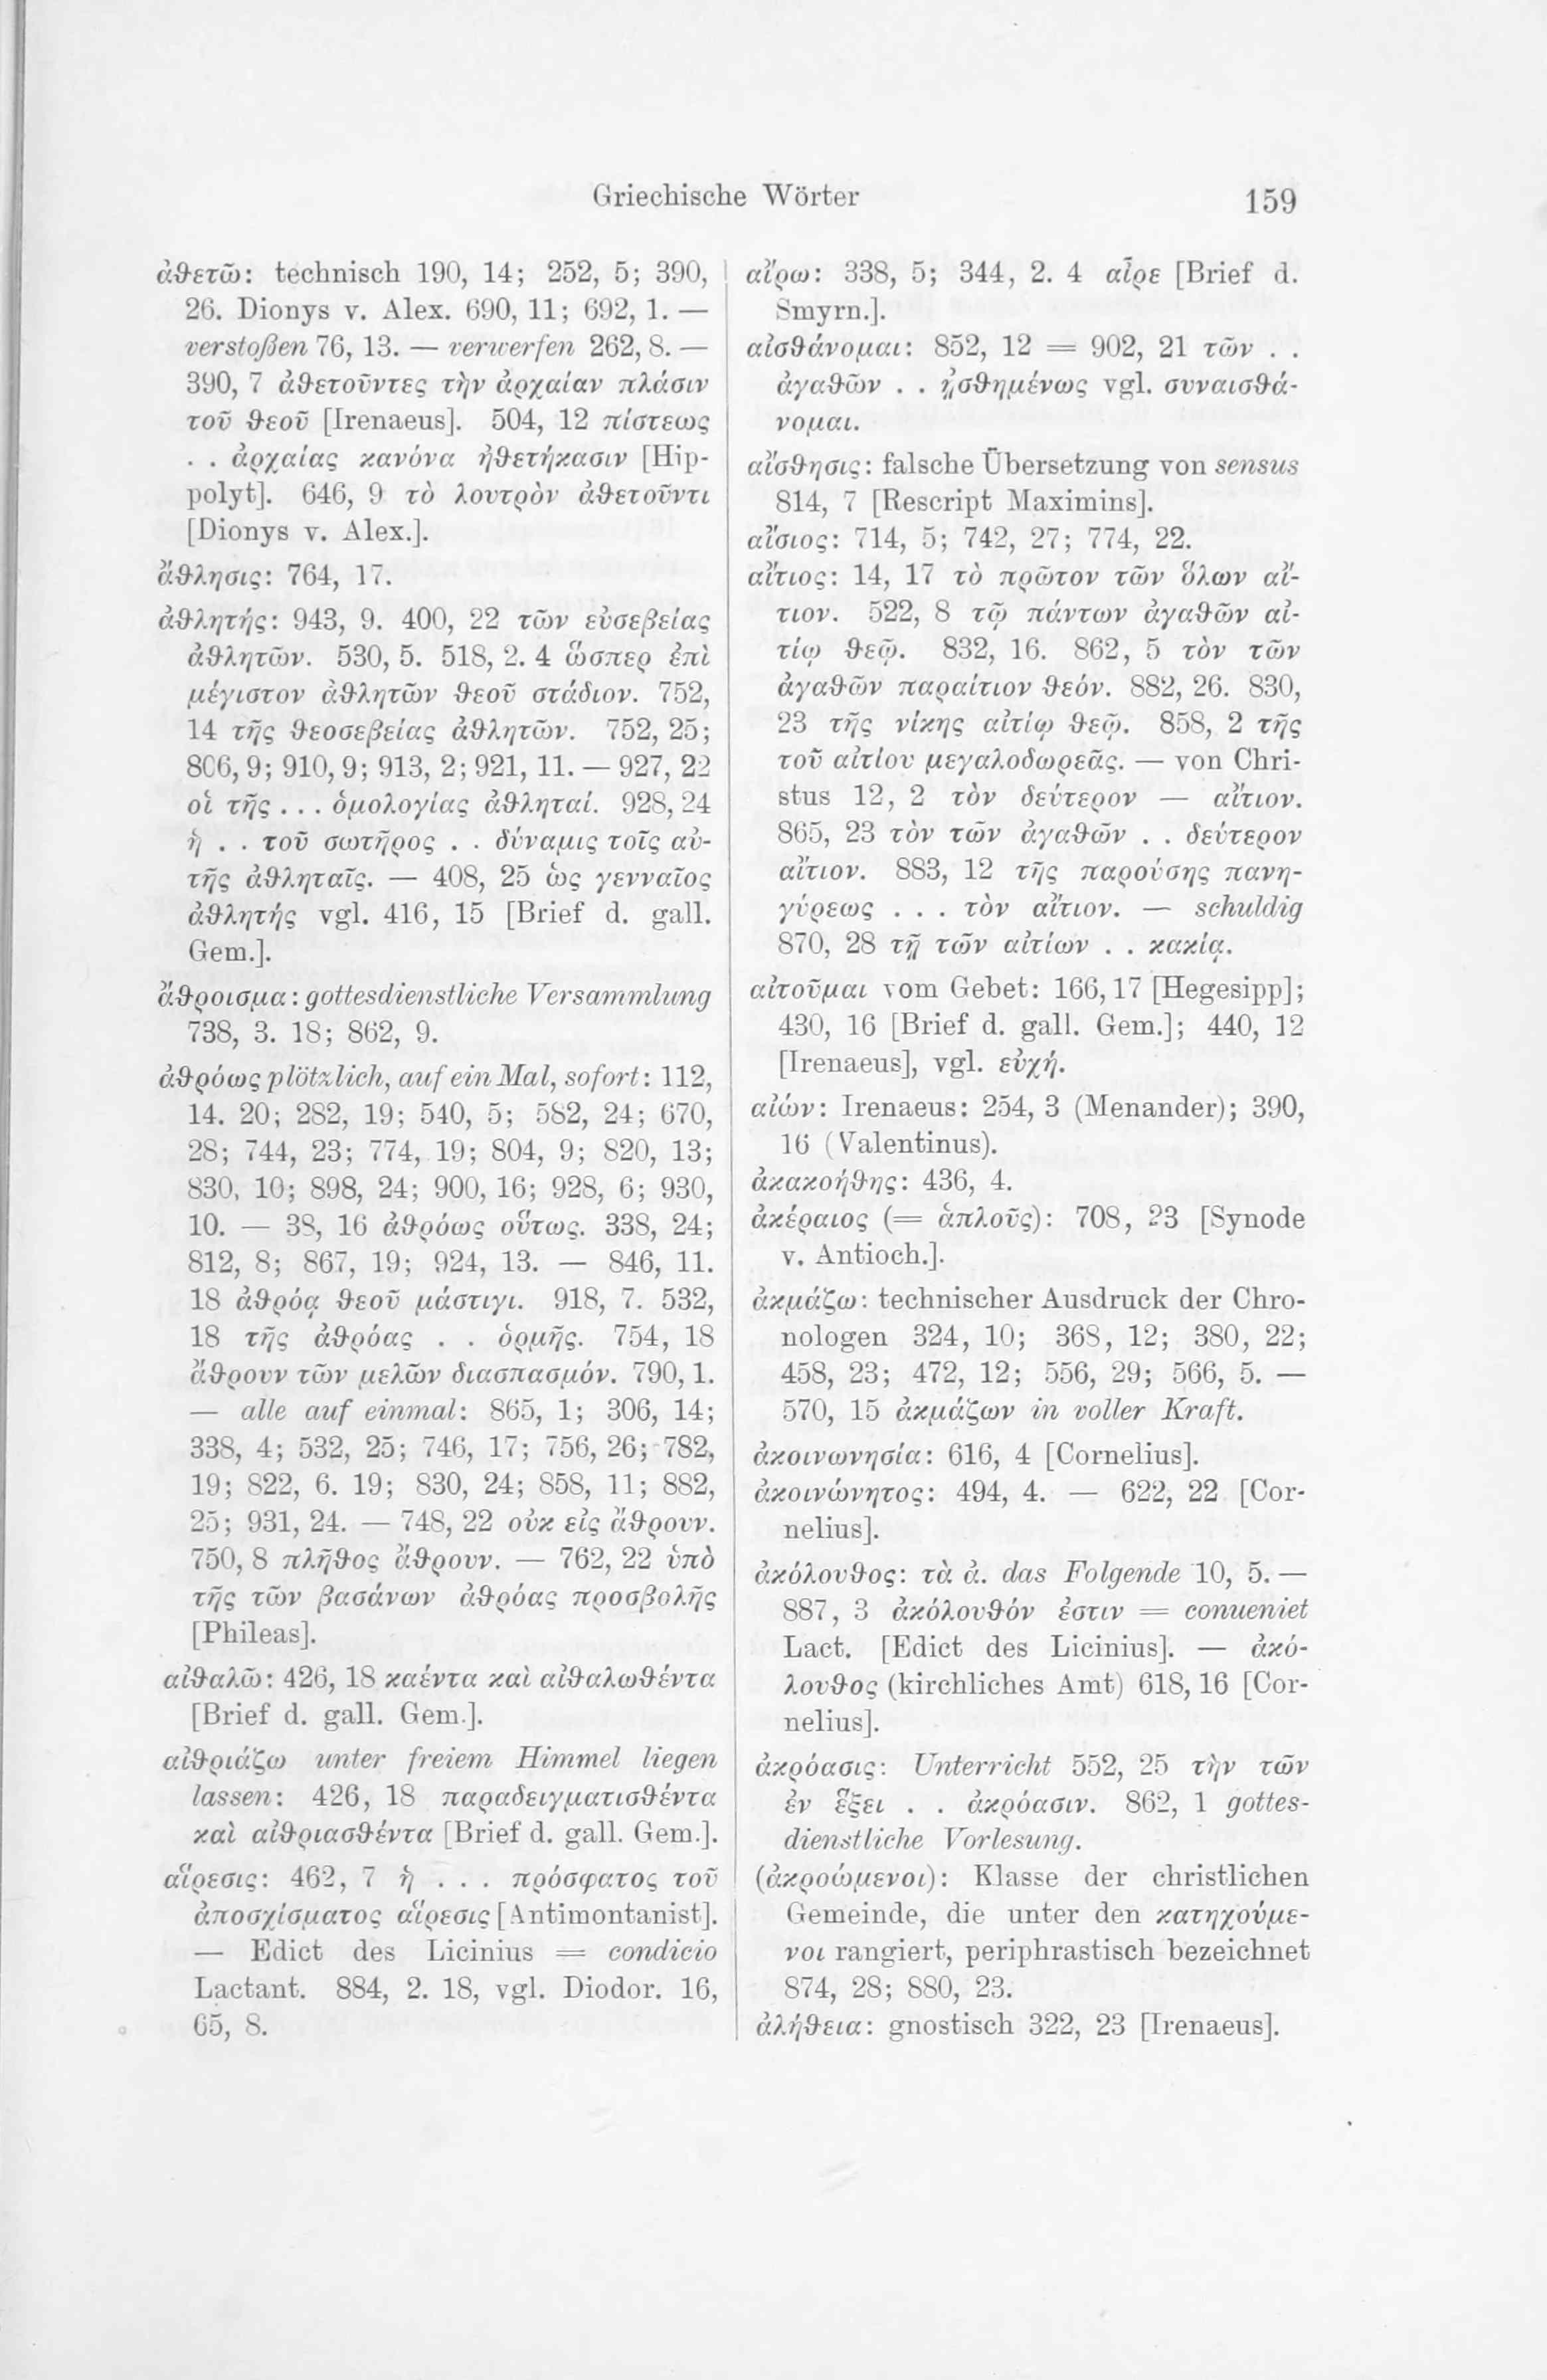 Griechische Wörter
159
ἀθετῶ: technisch 190, 14; 252, 5; 390,
26. Dionys v. Alex. 690, 11; 692, 1. —
verstoßen 76, 13. — verwerfen 262, 8. —
390, 7 ἀθετοῦντες τὴν ἀρχαίαν πλάσιν
τοῦ θεοῦ [Irenaeus]. 504, 12 πίστεως
. . ἀρχαίας κανόνα ἠθετήκασιν [Hip-
polyt]. 646, 9 τὸ λουτρὸν ἀθετοῦντι
[Dionys v. Alex.].
ἄθλησις: 764, 17.
ἀθλητής: 943, 9. 400, 22 τῶν εὐσεβείας
ἀθλητῶν. 530, 5. 518, 2. 4 ὥσπερ ἐπὶ
μέγιστον ἀθλητῶν θεοῦ στάδιον. 752,
14 τῆς θεοσεβείας ἀθλητῶν. 752, 25;
806, 9; 910, 9; 913, 2; 921, 11. — 927, 22
οἱ τῆς . . . ὁμολογίας ἀθληταί. 928, 24
ἡ . . τοῦ σωτῆρος . . δύναμις τοῖς αὐ-
τῆς ἀθληταῖς. — 408, 25 ὡς γενναῖος
ἀθλητής vgl. 416, 15 [Brief d. gall.
Gem.].
ἄθροισμα: gottesdienstliche Versammlung
738, 3. 18; 862, 9.
ἀθρόως plötzlich, auf ein Mal, sofort: 112,
14. 20; 282, 19; 540, 5; 582, 24; 670,
28; 744, 23; 774, 19; 804, 9; 820, 13;
830, 10; 898, 24; 900, 16; 928, 6; 930,
10. — 38, 16 ἀθρόως οὕτως. 338, 24;
812, 8; 867, 19; 924, 13. — 846, 11.
18 ἀθρόᾳ θεοῦ μάστιγι. 918, 7. 532,
18 τῆς ἀθρόας . . ὁρμῆς. 754, 18
ἄθρουν τῶν μελῶν διασπασμόν. 790, 1.
— alle auf einmal: 865, 1; 306, 14;
338, 4; 532, 25; 746, 17; 756, 26; 782,
19; 822, 6. 19; 830, 24; 858, 11; 882,
25; 931, 24. — 748, 22 οὐκ εἰς ἄθρουν.
750, 8 πλῆθος ἄθρουν. — 762, 22 ὑπὸ
τῆς τῶν βασάνων ἀθρόας προσβολῆς
[Phileas].
αἰθαλῶ: 426, 18 καέντα καὶ αἰθαλωθέντα
[Brief d. gall. Gem.].
αἰθριάζω unter freiem Himmel liegen
lassen: 426, 18 παραδειγματισθέντα
καὶ αἰθριασθέντα [Brief d. gall. Gem.].
αἵρεσις: 462, 7 ἡ . . . πρόσφατος τοῦ
ἀποσχίσματος αἵρεσις [Antimontanist].
— Edict des Licinius = condicio
Lactant. 884, 2. 18, vgl. Diodor. 16,
65, 8.
αἴρω: 338, 5; 344, 2. 4 αἶρε [Brief d.
Smyrn.].
αἰσθάνομαι: 852, 12 = 902, 21 τῶν . .
ἀγαθῶν . . ᾐσθημένως vgl. συναισθά-
νομαι.
αἴσθησις: falsche Übersetzung von sensus
814, 7 [Rescript Maximins].
αἴσιος: 714, 5; 742, 27; 774, 22.
αἴτιος: 14, 17 τὸ πρῶτον τῶν ὅλων αἴ-
τιον. 522, 8 τῷ πάντων ἀγαθῶν αἰ-
τίῳ θεῷ. 832, 16. 862, 5 τὸν τῶν
ἀγαθῶν παραίτιον θεόν. 882, 26. 830,
23 τῆς νίκης αἰτίῳ θεῷ. 858, 2 τῆς
τοῦ αἰτίου μεγαλοδωρεᾶς. — von Chri-
stus 12, 2 τὸν δεύτερον — αἴτιον.
865, 23 τὸν τῶν ἀγαθῶν . . δεύτερον
αἴτιον. 883, 12 τῆς παρούσης πανη-
γύρεως . . . τὸν αἴτιον. — schuldig
870, 28 τῇ τῶν αἰτίων . . κακίᾳ.
αἰτοῦμαι vom Gebet: 166, 17 [Hegesipp];
430, 16 [Brief d. gall. Gem.]; 440, 12
[Irenaeus], vgl. εὐχή.
αἰών: Irenaeus: 254, 3 (Menander); 390,
16 (Valentinus).
ἀκακοήθης: 436, 4.
ἀκέραιος (= ἁπλοῦς): 708, 23 [Synode
v. Antioch.].
ἀκμάζω: technischer Ausdruck der Chro-
nologen 324, 10; 368, 12; 380, 22;
458, 23; 472, 12; 556, 29; 566, 5. —
570, 15 ἀκμάζων in voller Kraft.
ἀκοινωνησία: 616, 4 [Cornelius].
ἀκοινώνητος: 494, 4. — 622, 22 [Cor-
nelius].
ἀκόλουθος: τὰ ἀ. das Folgende 10, 5. —
887, 3 ἀκόλουθόν ἐστιν = conueniet
Lact. [Edict des Licinius]. — ἀκό-
λουθος (kirchliches Amt) 618, 16 [Cor-
nelius].
ἀκρόασις: Unterricht 552, 25 τὴν τῶν
ἐν ἕξει . . ἀκρόασιν. 862, 1 gottes-
dienstliche Vorlesung.
(ἀκροώμενοι): Klasse der christlichen
Gemeinde, die unter den κατηχούμε-
νοι rangiert, periphrastisch bezeichnet
874, 28; 880, 23.
ἀλήθεια: gnostisch 322, 23 [Irenaeus].